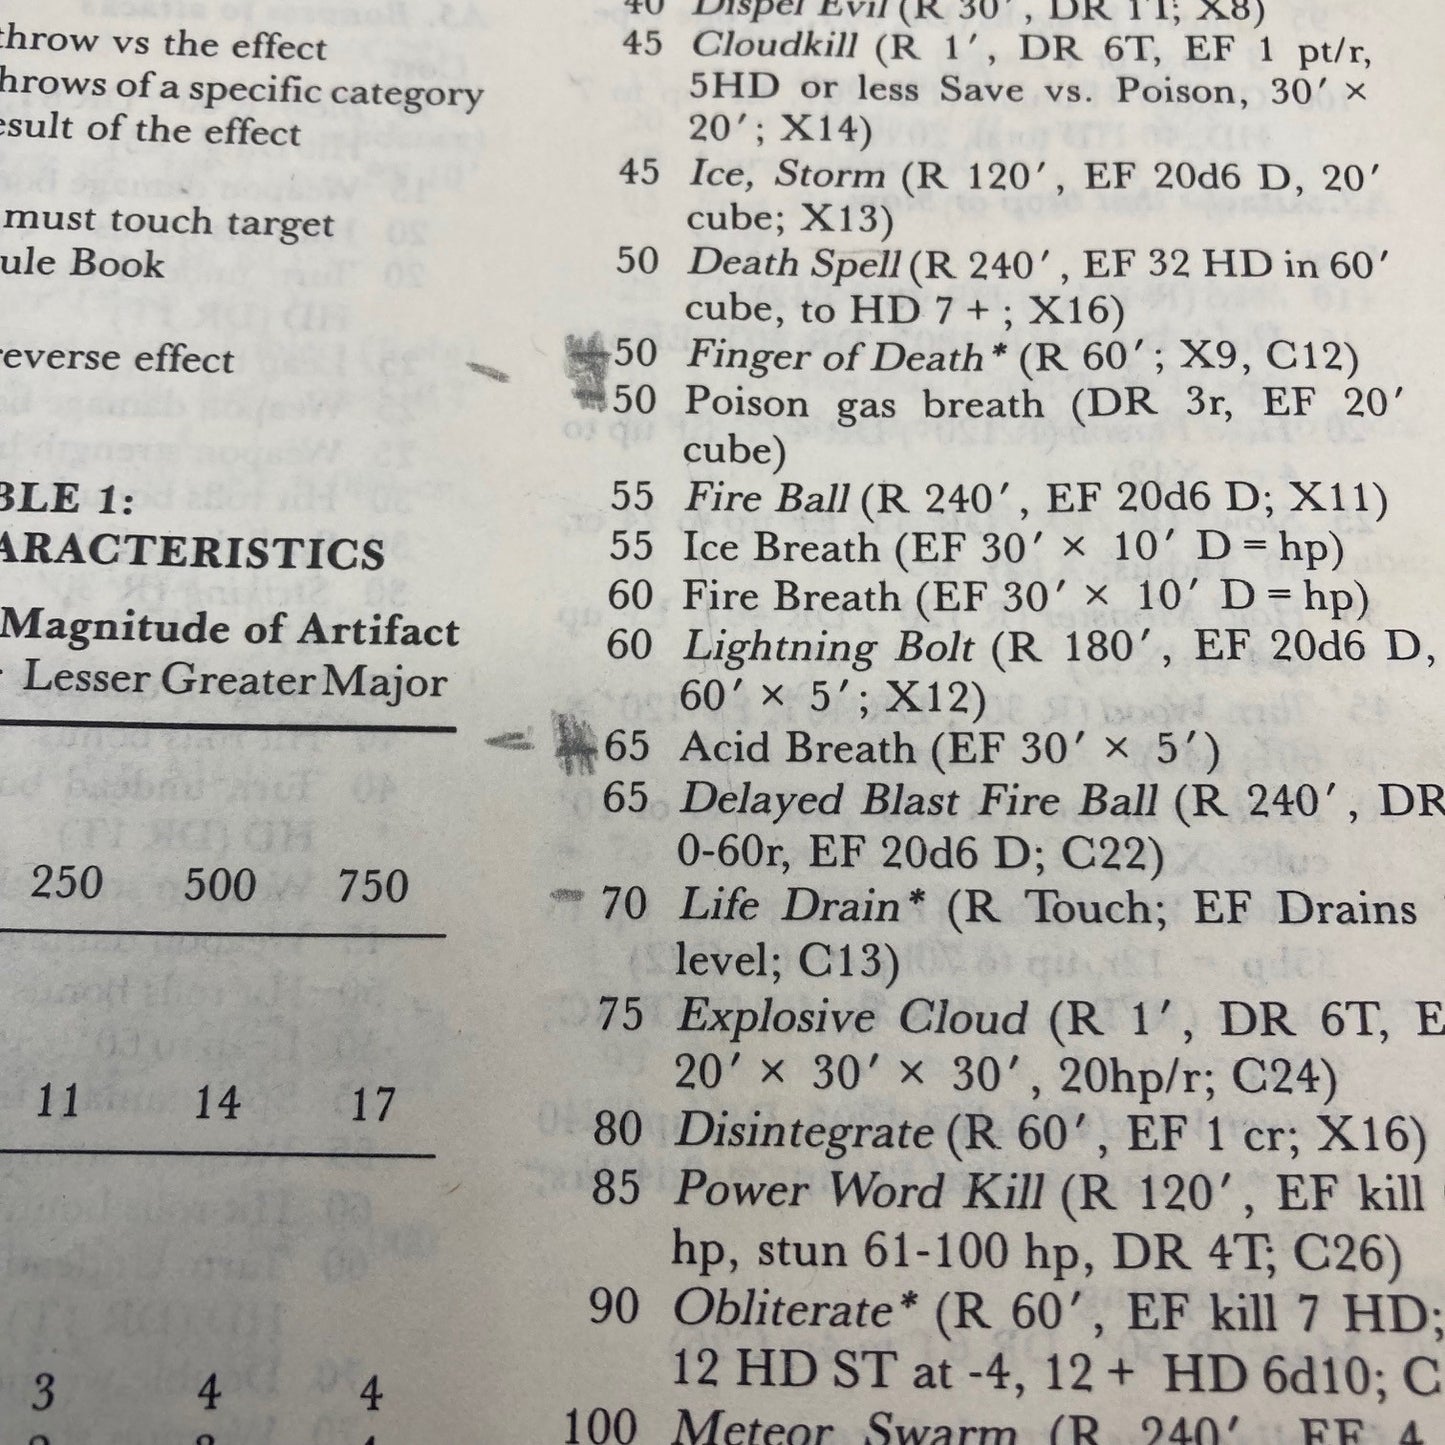 throw vs the effect
throws of a specific category
result of the effect
must touch target
Rule Book
reverse effect
TABLE 1:
CHARACTERISTICS
Magnitude of Artifact
Lesser Greater Major
250 500 750
11 14 17
3 4 4
40 Dispel Evil (R 30′, DR 1T; X8)
45 Cloudkill (R 1′, DR 6T, EF 1 pt/r,
5HD or less Save vs. Poison, 30′ ×
20′; X14)
45 Ice, Storm (R 120′, EF 20d6 D, 20′
cube; X13)
50 Death Spell (R 240′, EF 32 HD in 60′
cube, to HD 7 + ; X16)
50 Finger of Death* (R 60′; X9, C12)
50 Poison gas breath (DR 3r, EF 20′
cube)
55 Fire Ball (R 240′, EF 20d6 D; X11)
55 Ice Breath (EF 30′ × 10′ D = hp)
60 Fire Breath (EF 30′ × 10′ D = hp)
60 Lightning Bolt (R 180′, EF 20d6 D,
60′ × 5′; X12)
65 Acid Breath (EF 30′ × 5′)
65 Delayed Blast Fire Ball (R 240′, DR
0-60r, EF 20d6 D; C22)
70 Life Drain* (R Touch; EF Drains
level; C13)
75 Explosive Cloud (R 1′, DR 6T, E
20′ × 30′ × 30′, 20hp/r; C24)
80 Disintegrate (R 60′, EF 1 cr; X16)
85 Power Word Kill (R 120′, EF kill
hp, stun 61-100 hp, DR 4T; C26)
90 Obliterate* (R 60′, EF kill 7 HD;
12 HD ST at -4, 12 + HD 6d10; C
100 Meteor Swarm (R 240′, EF 4